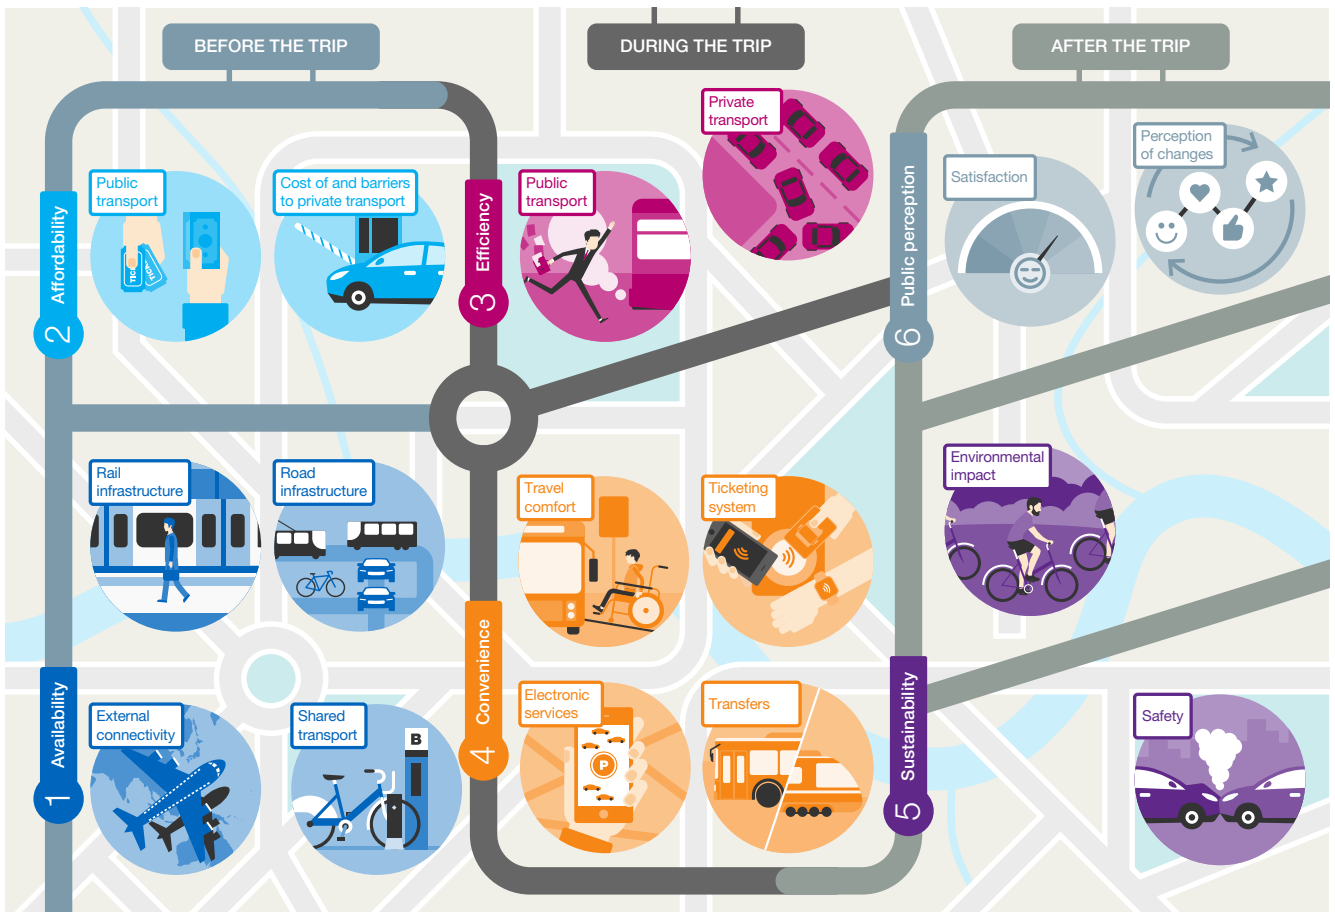 BEFORE THE TRIP
DURING THE TRIP
AFTER THE TRIP
2 Affordability
Public
transport
Cost of and barriers
to private transport
TICK
TICK
3 Efficiency
Public
transport
Private
transport
6 Public perception
Satisfaction
Perception
of changes
1 Availability
Rail
infrastructure
Road
infrastructure
External
connectivity
Shared
transport
B
4 Convenience
Travel
comfort
Ticketing
system
Electronic
services
P
Transfers
5 Sustainability
Environmental
impact
Safety